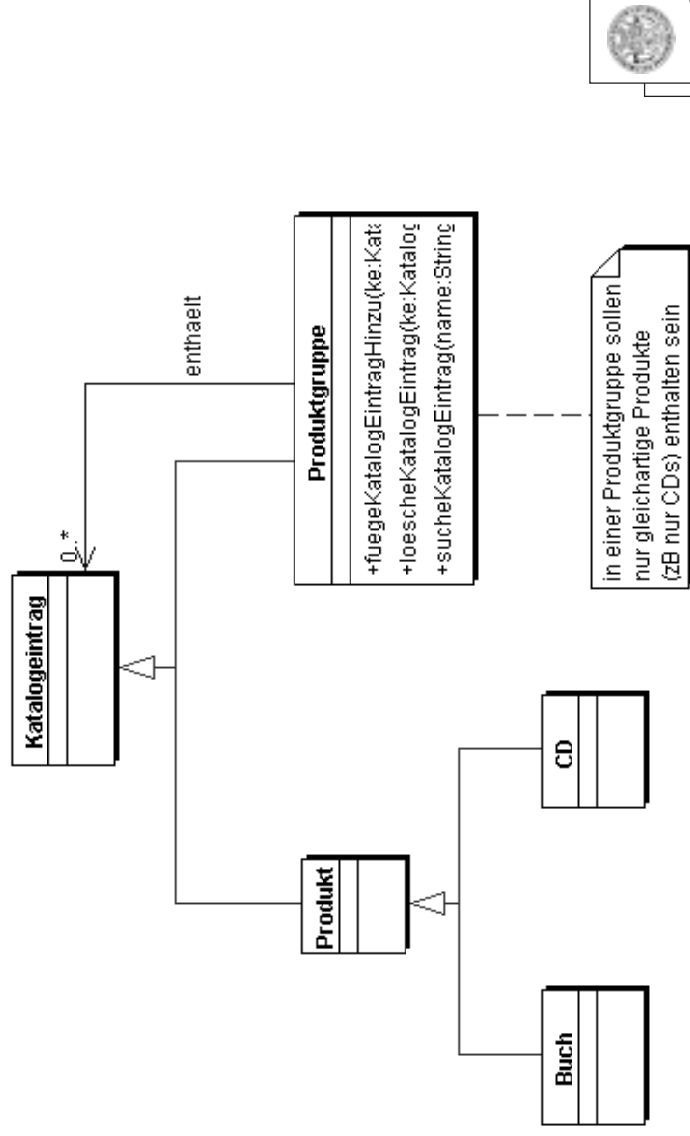 Katalogeintrag
0..*
enthaelt
Produkt
Produktgruppe
+fuegeKatalogEintragHinzu(ke:Kata
+loescheKatalogEintrag(ke:Katalog
+sucheKatalogEintrag(name:String
Buch
CD
in einer Produktgruppe sollen
nur gleichartige Produkte
(zB nur CDs) enthalten sein